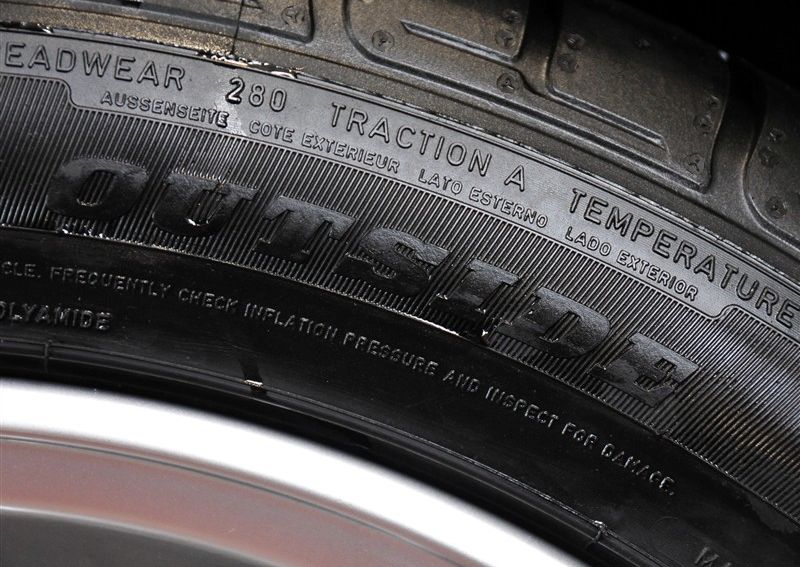 READWEAR 280 TRACTION A TEMPERATURE
AUSSENSEITE COTE EXTERIEUR LATO ESTERNO LADO EXTERIOR
OUTSIDE
CLE. FREQUENTLY CHECK INFLATION PRESSURE AND INSPECT FOR DAMAGE.
OLYAMIDE